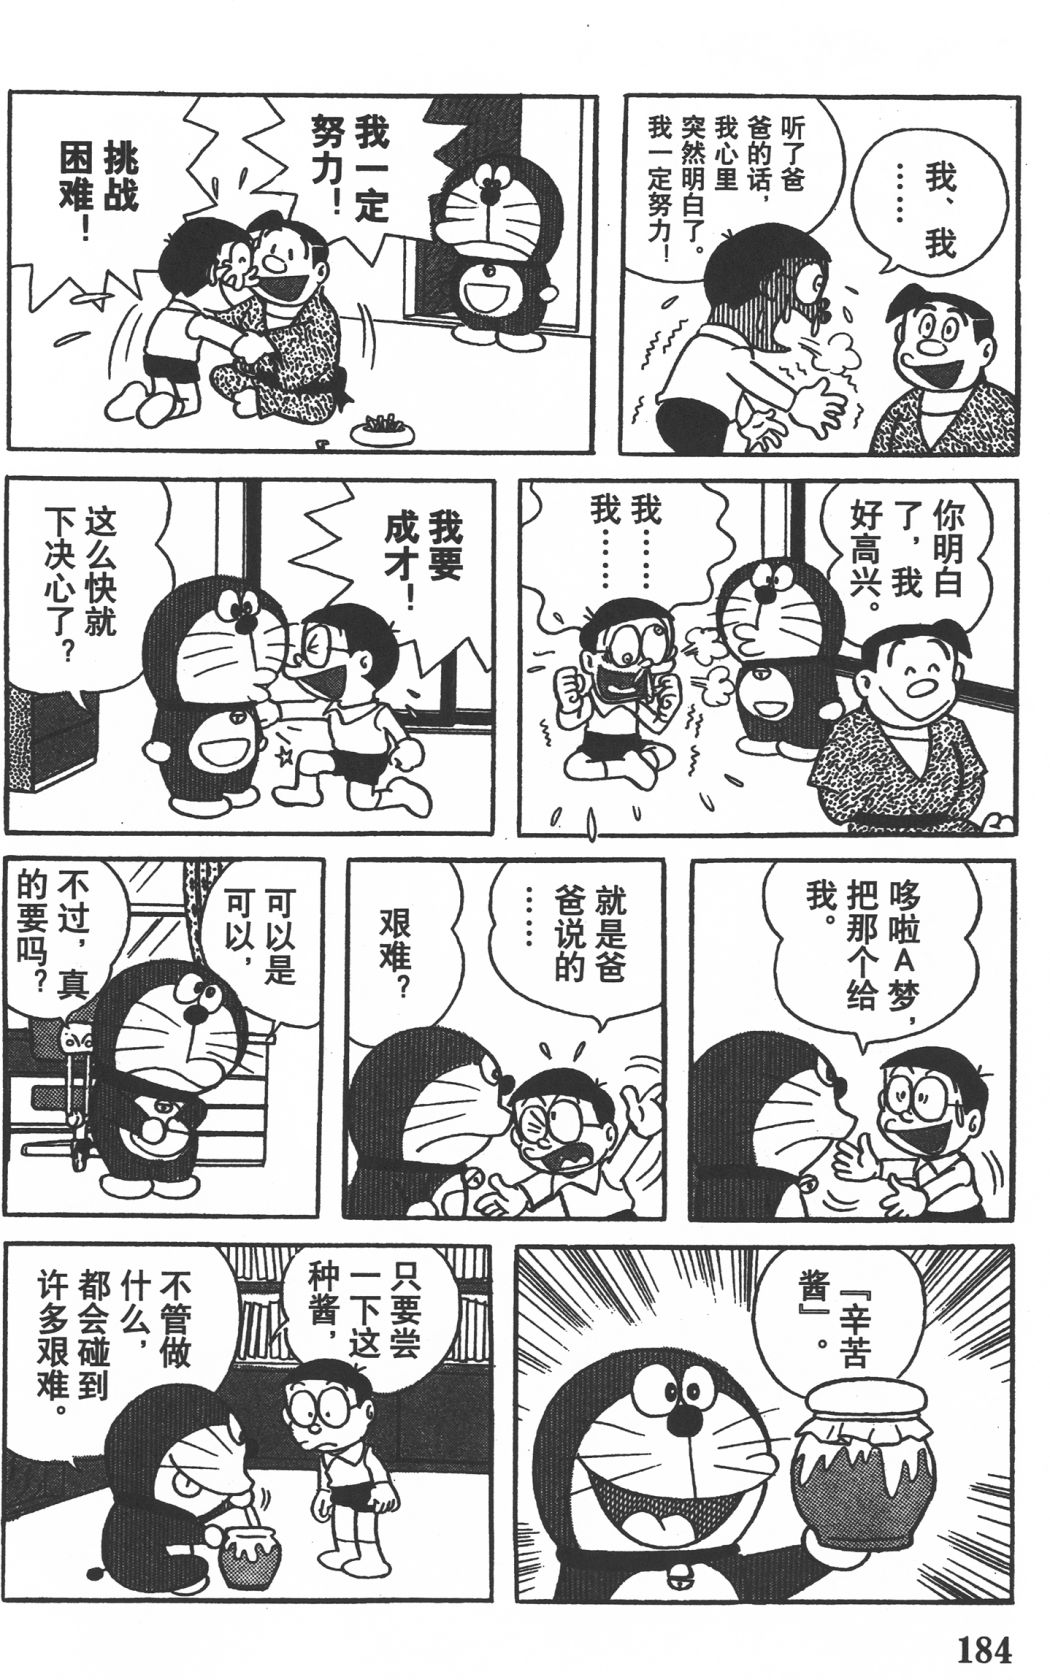 我、我
……
听了爸
爸的话，
我心里
突然明白了。
我一定努力！
我一定
努力！
挑战
困难！
你明白
了，我
好高兴。
我……
我……
我要
成才！
这么快就
下决心了？
哆啦A梦，
把那个给
我。
就是爸
爸说的
……
艰难？
可以是
可以，
不过，真
的要吗？
『辛苦
酱』。
只要尝
一下这
种酱，
不管做
什么，
都会碰到
许多艰难。
184